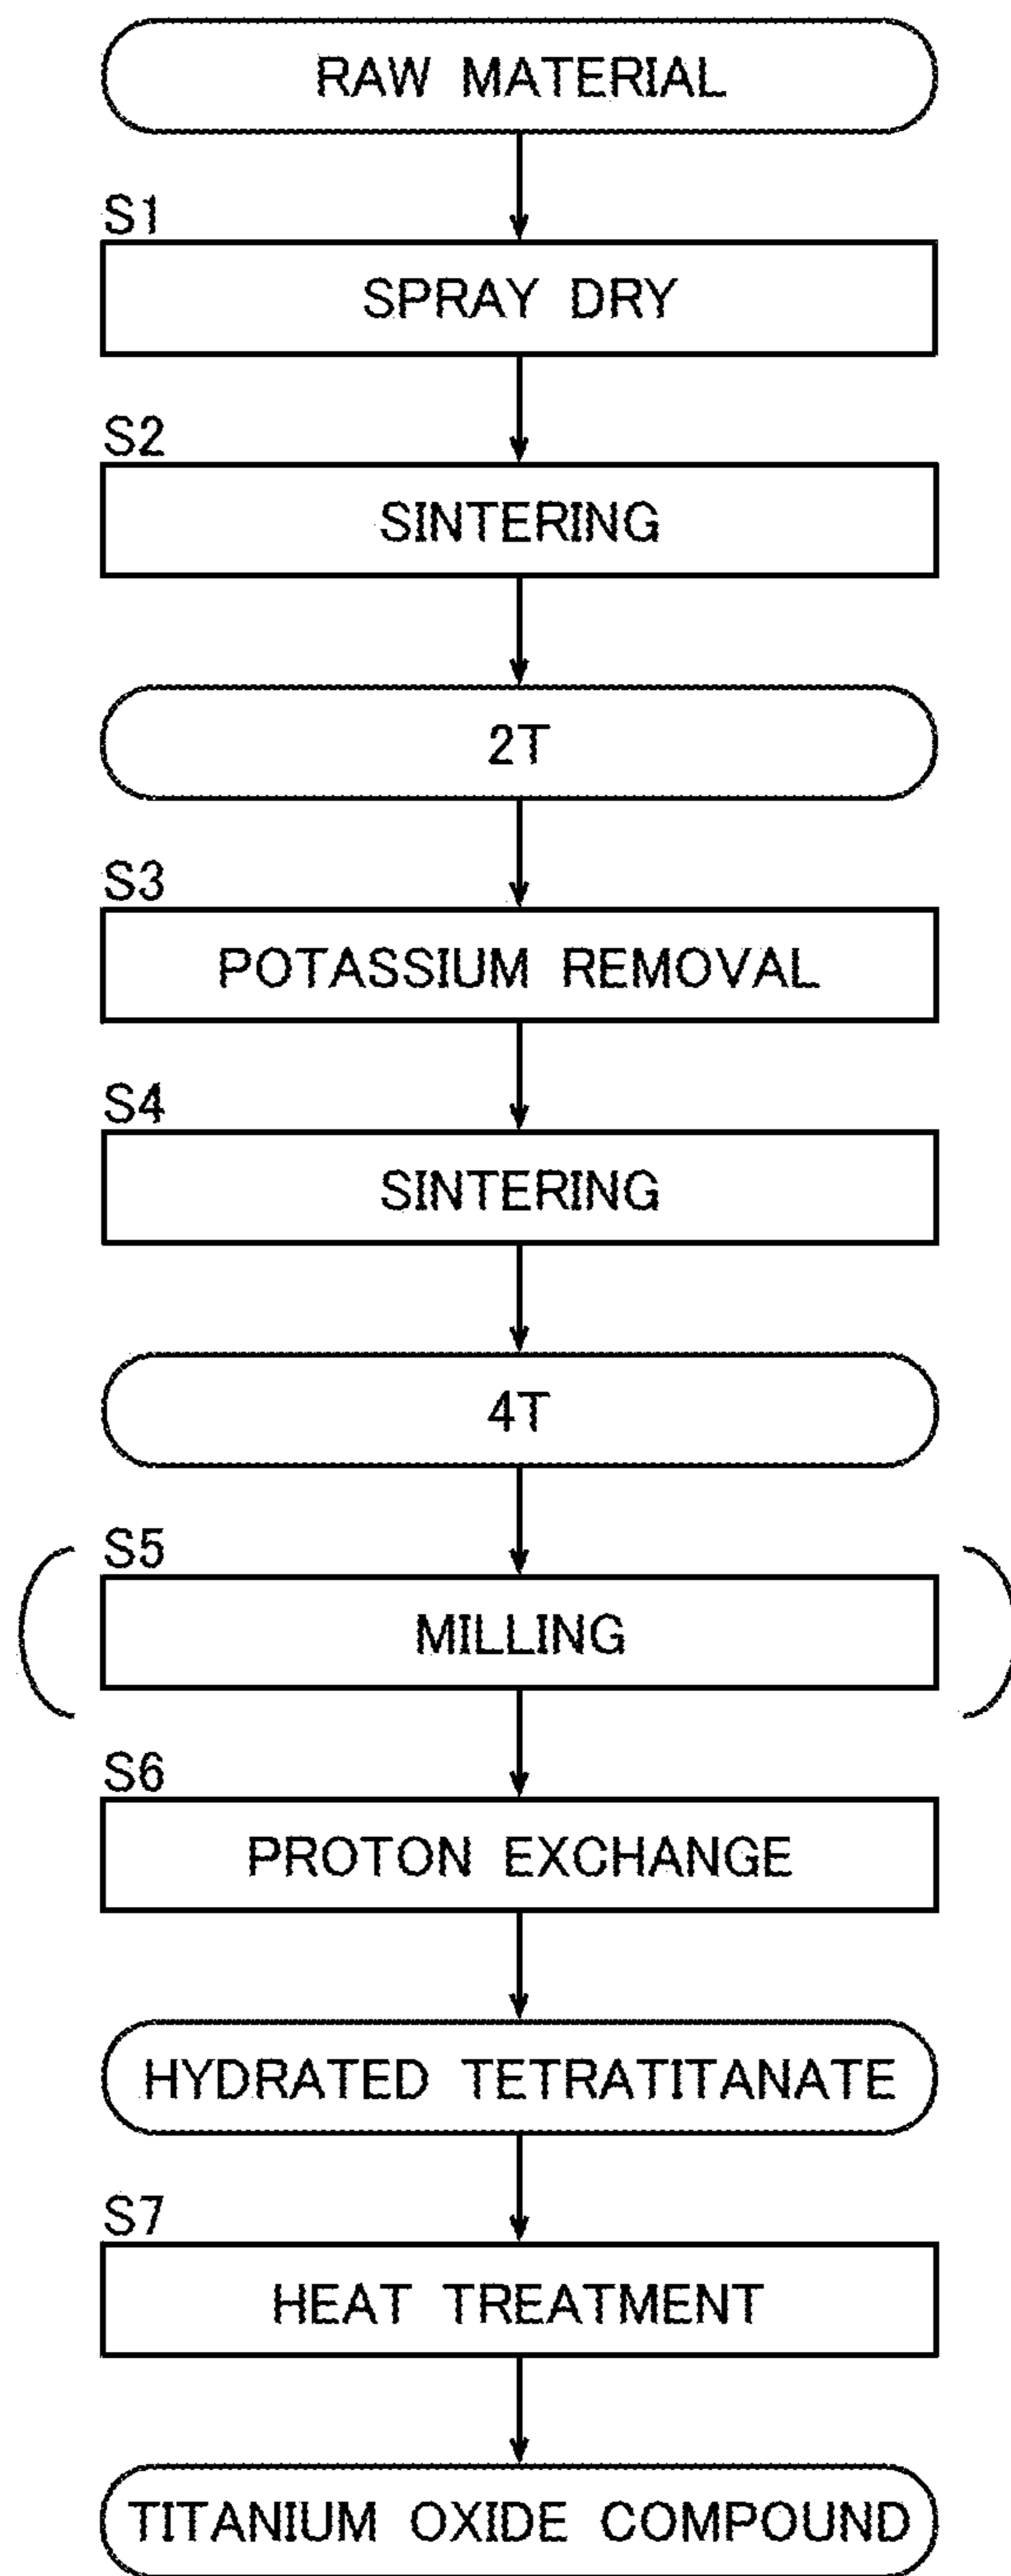 RAW MATERIAL
S1
SPRAY DRY
S2
SINTERING
2T
S3
POTASSIUM REMOVAL
S4
SINTERING
4T
S5
MILLING
S6
PROTON EXCHANGE
HYDRATED TETRATITANATE
S7
HEAT TREATMENT
TITANIUM OXIDE COMPOUND